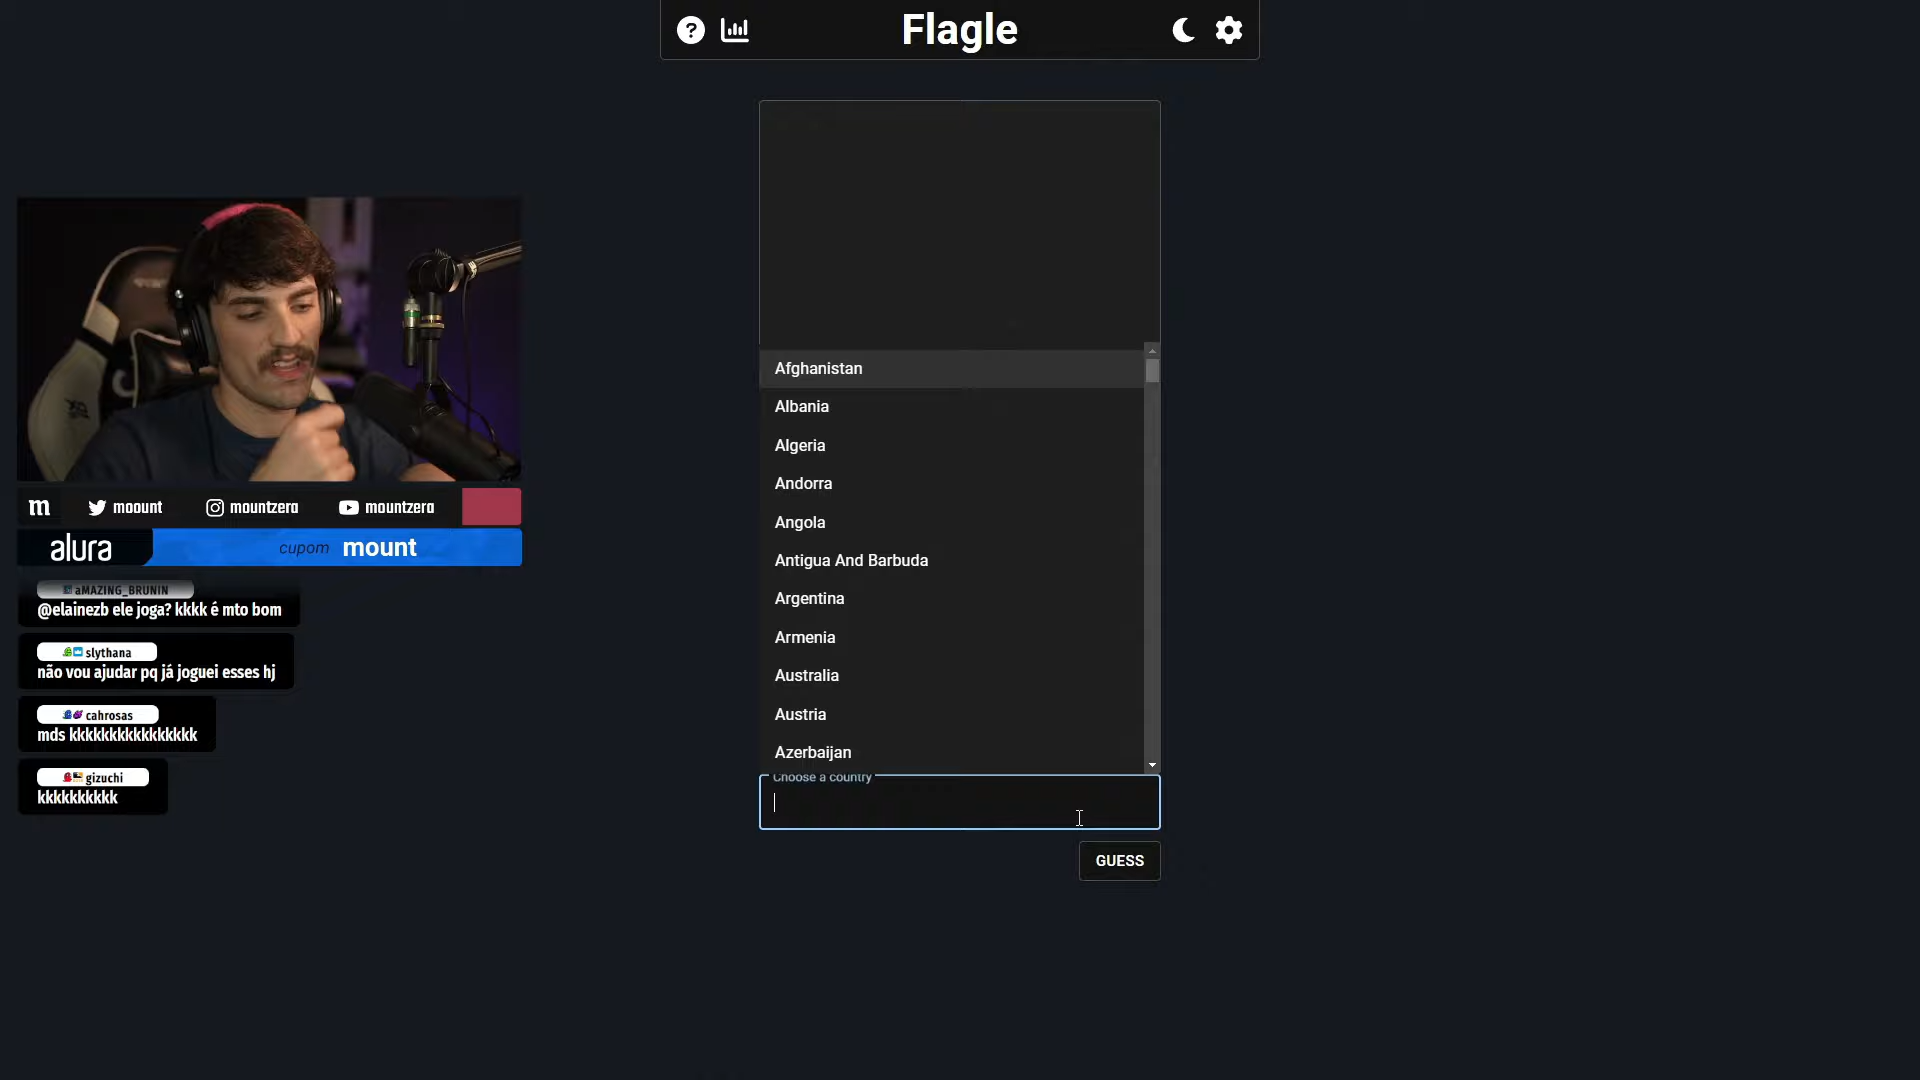 Flagle
Afghanistan
Albania
Algeria
Andorra
Angola
Antigua And Barbuda
Argentina
Armenia
Australia
Austria
Azerbaijan
Choose a country
GUESS
m
moount
mountzera
mountzera
alura
cupom mount
aMAZING_BRUNIN
@elainezb ele joga? kkkk é mto bom
slythana
não vou ajudar pq já joguei esses hj
cahrosas
mds kkkkkkkkkkkkkkkk
gizuchi
kkkkkkkkkk